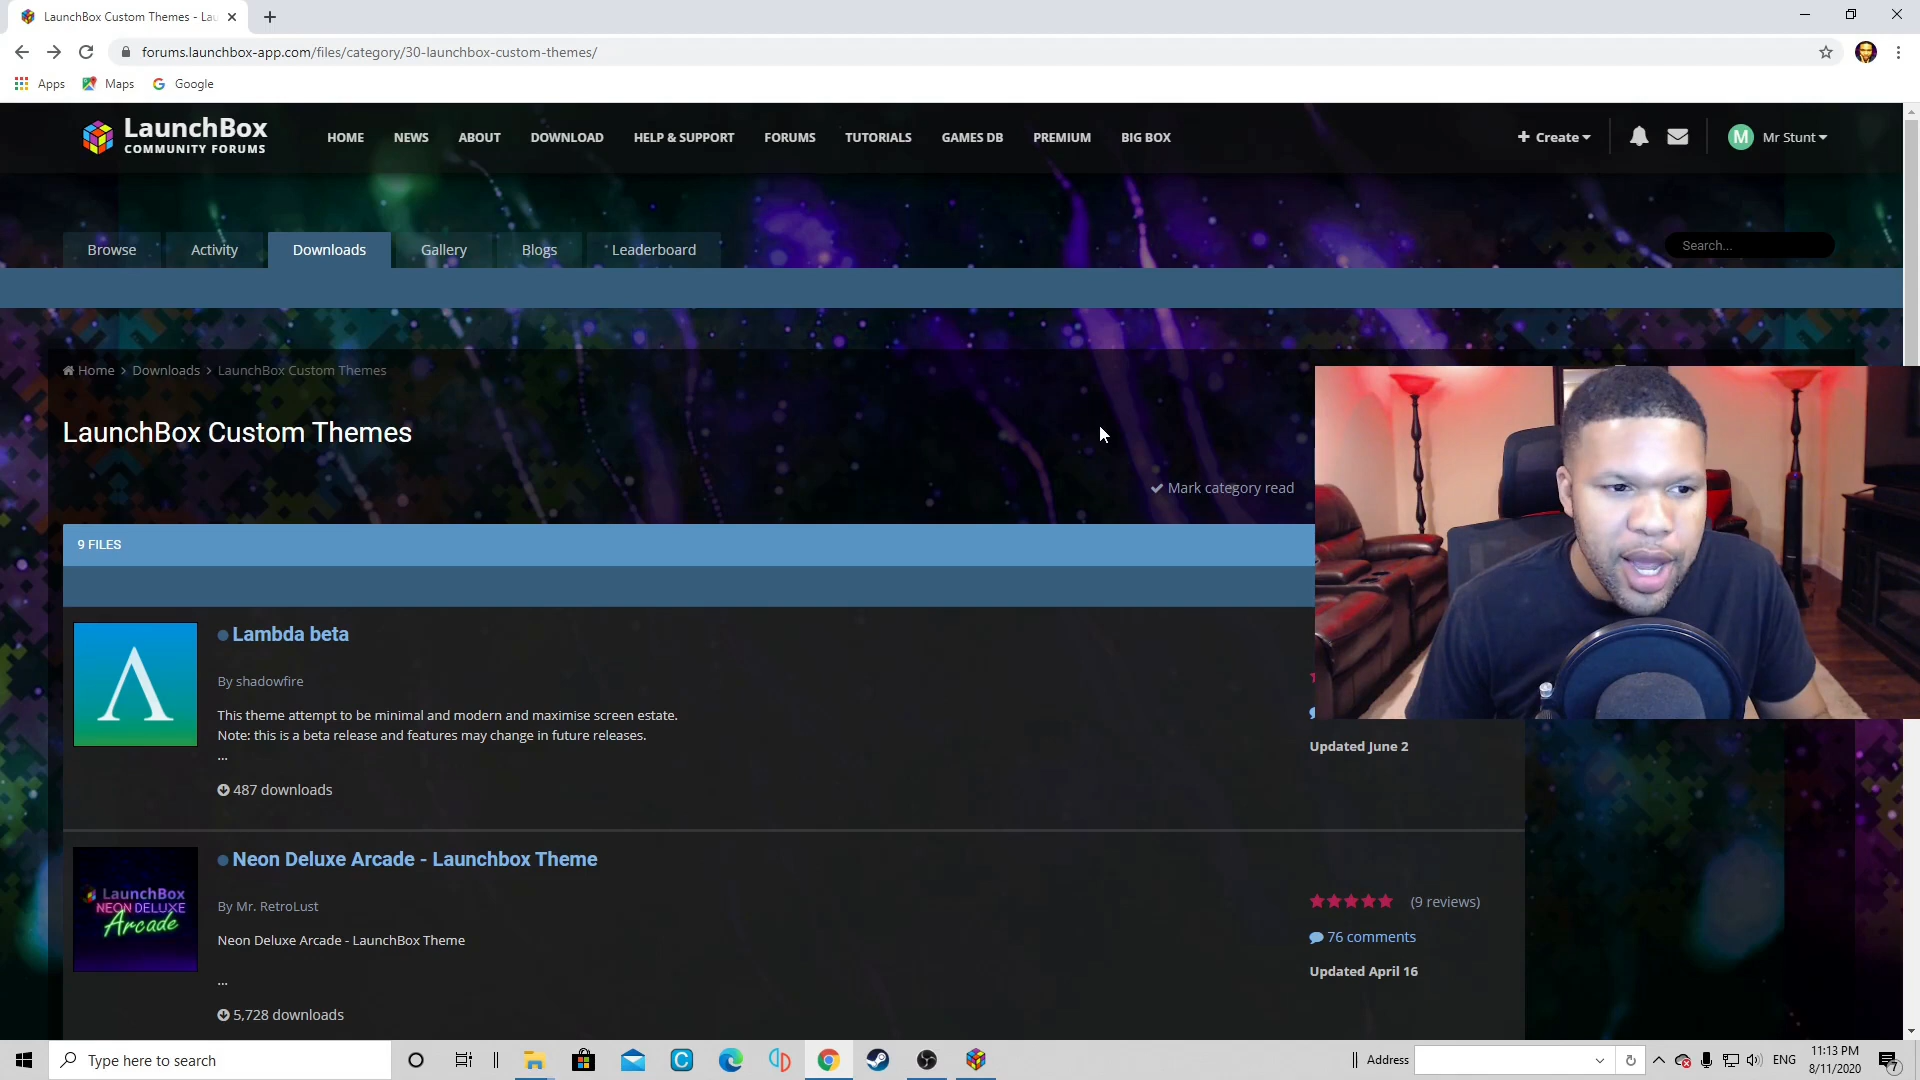 LaunchBox Custom Themes - Lau
forums.launchbox-app.com/files/category/30-launchbox-custom-themes/
Apps
Maps
Google
LaunchBox
COMMUNITY FORUMS
HOME
NEWS
ABOUT
DOWNLOAD
HELP & SUPPORT
FORUMS
TUTORIALS
GAMES DB
PREMIUM
BIG BOX
Create
M
Mr Stunt
Browse
Activity
Downloads
Gallery
Blogs
Leaderboard
Search...
Home > Downloads > LaunchBox Custom Themes
LaunchBox Custom Themes
Mark category read
9 FILES
Lambda beta
By shadowfire
This theme attempt to be minimal and modern and maximise screen estate.
Note: this is a beta release and features may change in future releases.
...
487 downloads
Updated June 2
LaunchBox
NEON DELUXE
Arcade
Neon Deluxe Arcade - Launchbox Theme
By Mr. RetroLust
Neon Deluxe Arcade - LaunchBox Theme
...
5,728 downloads
(9 reviews)
76 comments
Updated April 16
Type here to search
Address
ENG
11:13 PM
8/11/2020
7